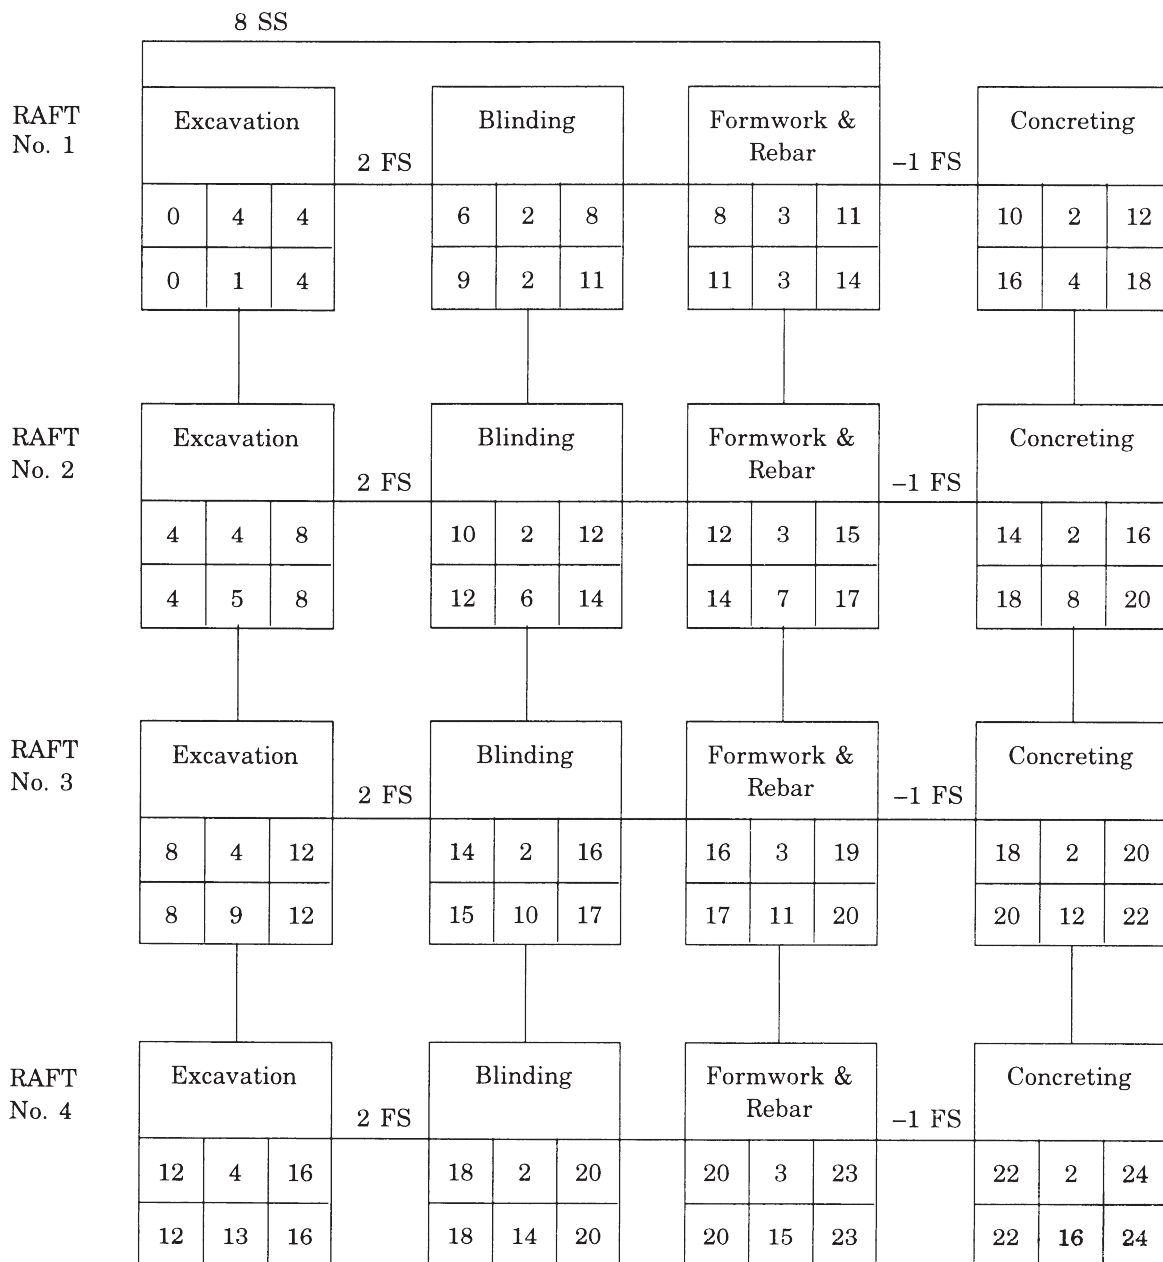 8 SS
RAFT No. 1
Excavation
2 FS
Blinding
Formwork & Rebar
–1 FS
Concreting
0 4 4 6 2 8 8 3 11 10 2 12
0 1 4 9 2 11 11 3 14 16 4 18
RAFT No. 2
Excavation
2 FS
Blinding
Formwork & Rebar
–1 FS
Concreting
4 4 8 10 2 12 12 3 15 14 2 16
4 5 8 12 6 14 14 7 17 18 8 20
RAFT No. 3
Excavation
2 FS
Blinding
Formwork & Rebar
–1 FS
Concreting
8 4 12 14 2 16 16 3 19 18 2 20
8 9 12 15 10 17 17 11 20 20 12 22
RAFT No. 4
Excavation
2 FS
Blinding
Formwork & Rebar
–1 FS
Concreting
12 4 16 18 2 20 20 3 23 22 2 24
12 13 16 18 14 20 20 15 23 22 16 24